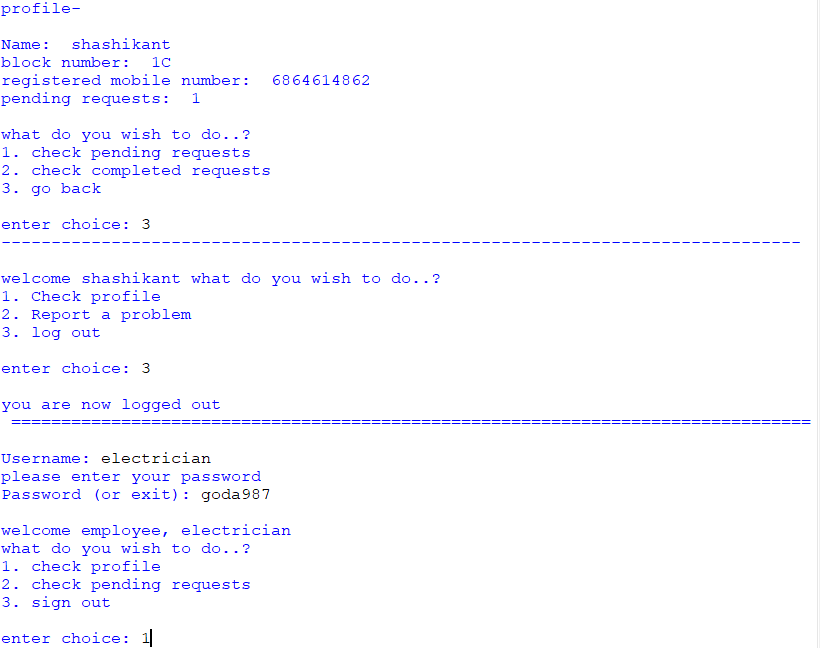 profile-
Name:  shashikant
block number:  1C
registered mobile number:  6864614862
pending requests:  1
what do you wish to do..?
1. check pending requests
2. check completed requests
3. go back
enter choice: 3
--------------------------------------------------------------------------------
welcome shashikant what do you wish to do..?
1. Check profile
2. Report a problem
3. log out
enter choice: 3
you are now logged out
================================================================================
Username: electrician
please enter your password
Password (or exit): goda987
welcome employee, electrician
what do you wish to do..?
1. check profile
2. check pending requests
3. sign out
enter choice: 1